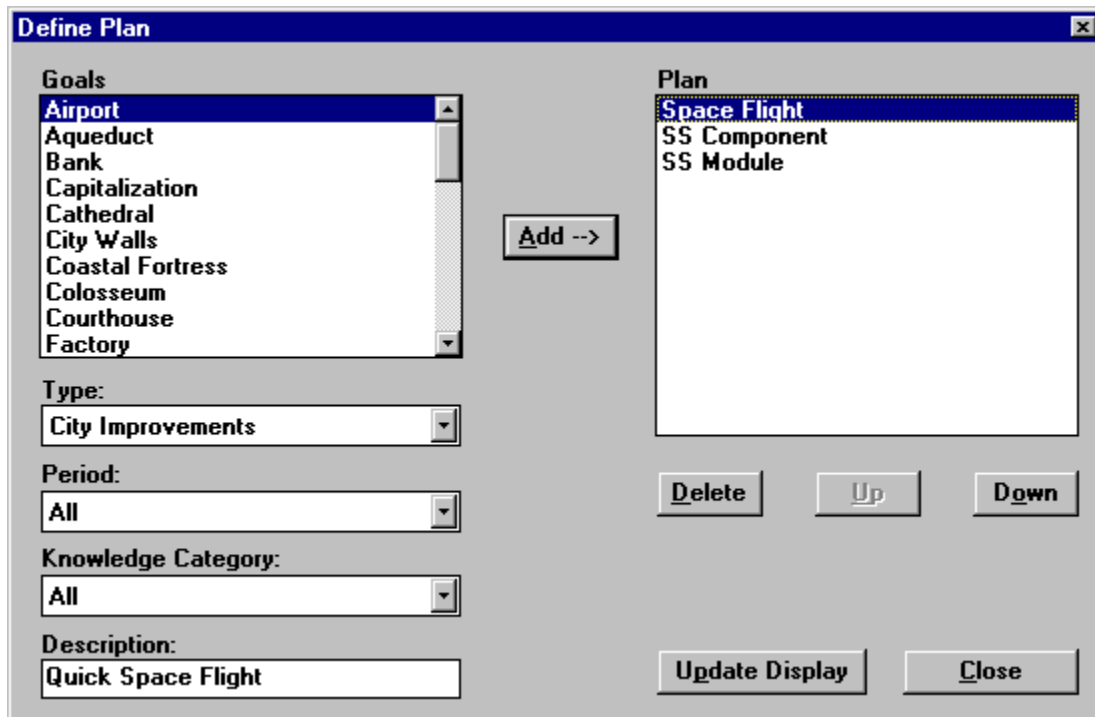 Define Plan
Goals
Airport
Aqueduct
Bank
Capitalization
Cathedral
City Walls
Coastal Fortress
Colosseum
Courthouse
Factory
Type:
City Improvements
Period:
All
Knowledge Category:
All
Description:
Quick Space Flight
Add -->
Plan
Space Flight
SS Component
SS Module
Delete
Up
Down
Update Display
Close